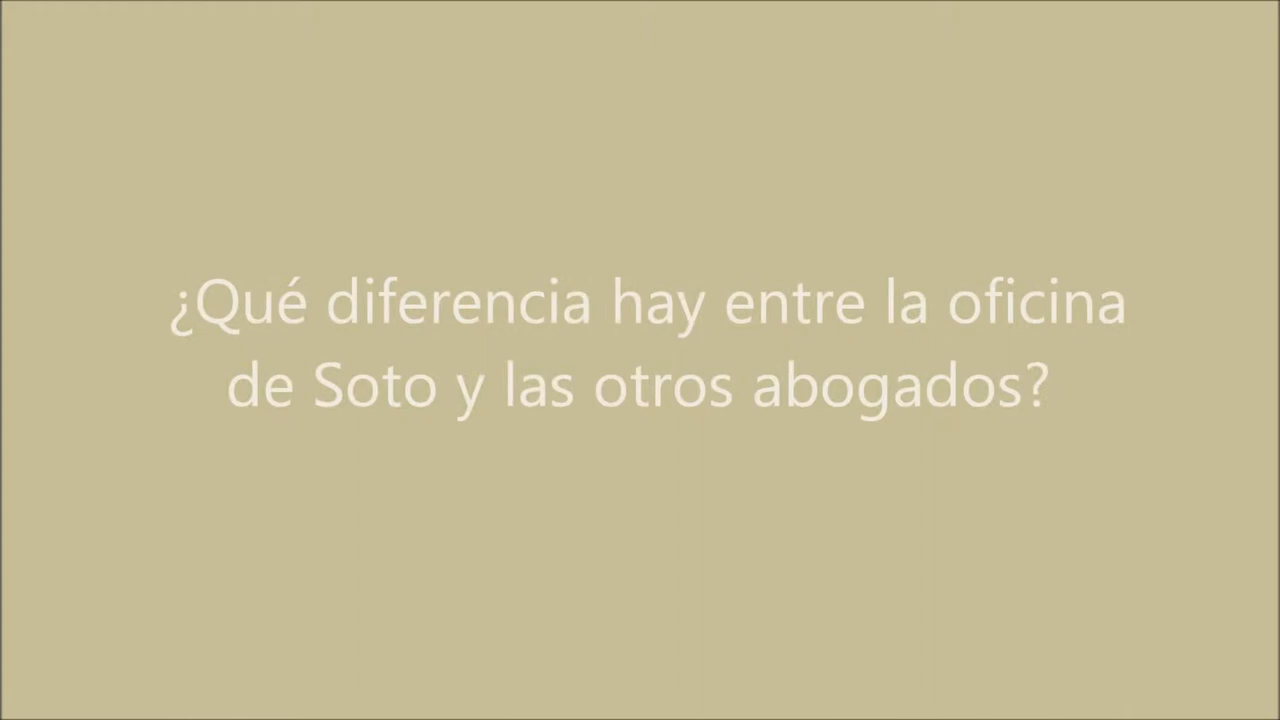 ¿Qué diferencia hay entre la oficina
de Soto y las otros abogados?